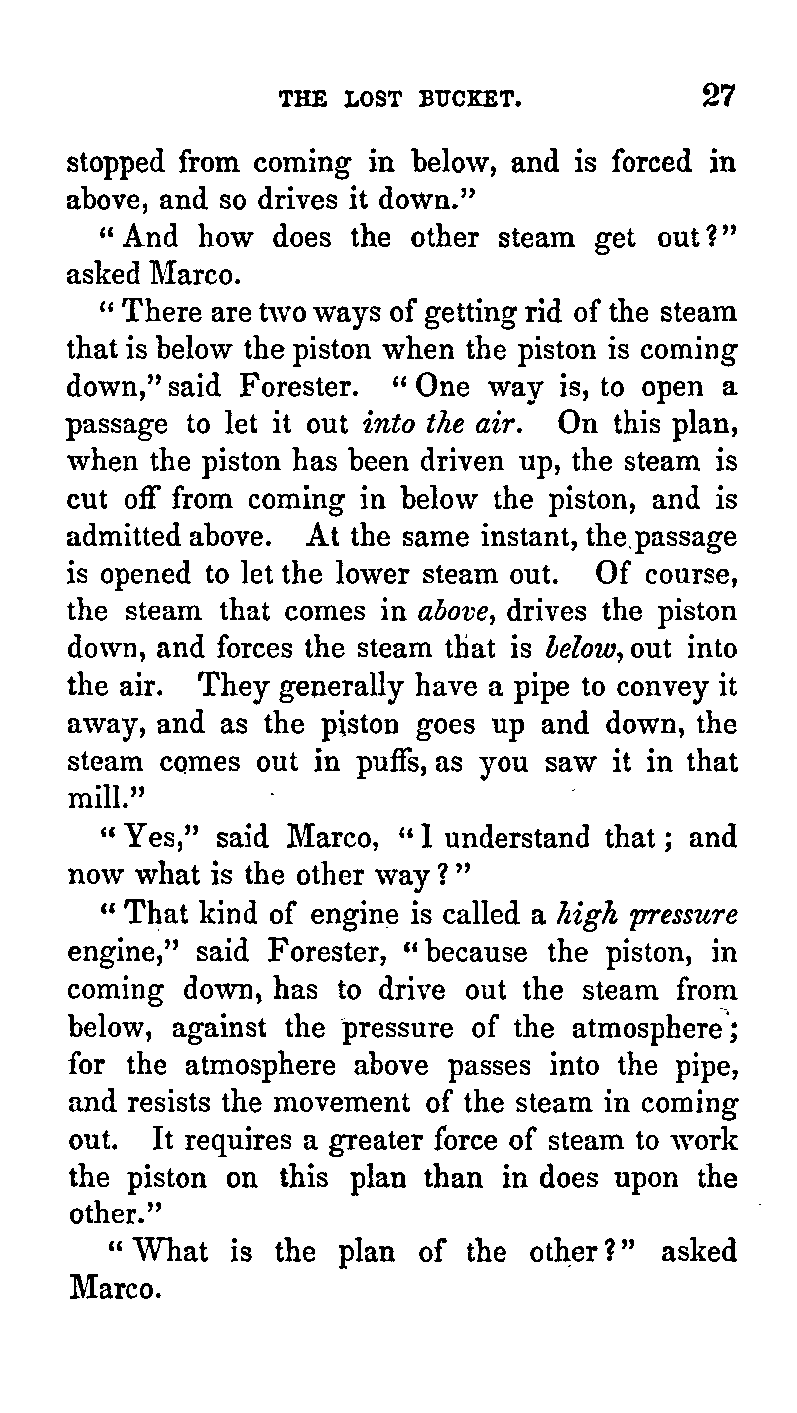 THE LOST BUCKET. 27
stopped from coming in below, and is forced in
above, and so drives it down."
"And how does the other steam get out?"
asked Marco.
"There are two ways of getting rid of the steam
that is below the piston when the piston is coming
down," said Forester. "One way is, to open a
passage to let it out into the air. On this plan,
when the piston has been driven up, the steam is
cut off from coming in below the piston, and is
admitted above. At the same instant, the passage
is opened to let the lower steam out. Of course,
the steam that comes in above, drives the piston
down, and forces the steam that is below, out into
the air. They generally have a pipe to convey it
away, and as the piston goes up and down, the
steam comes out in puffs, as you saw it in that
mill."
"Yes," said Marco, "I understand that; and
now what is the other way?"
"That kind of engine is called a high pressure
engine," said Forester, "because the piston, in
coming down, has to drive out the steam from
below, against the pressure of the atmosphere;
for the atmosphere above passes into the pipe,
and resists the movement of the steam in coming
out. It requires a greater force of steam to work
the piston on this plan than in does upon the
other."
"What is the plan of the other?" asked
Marco.